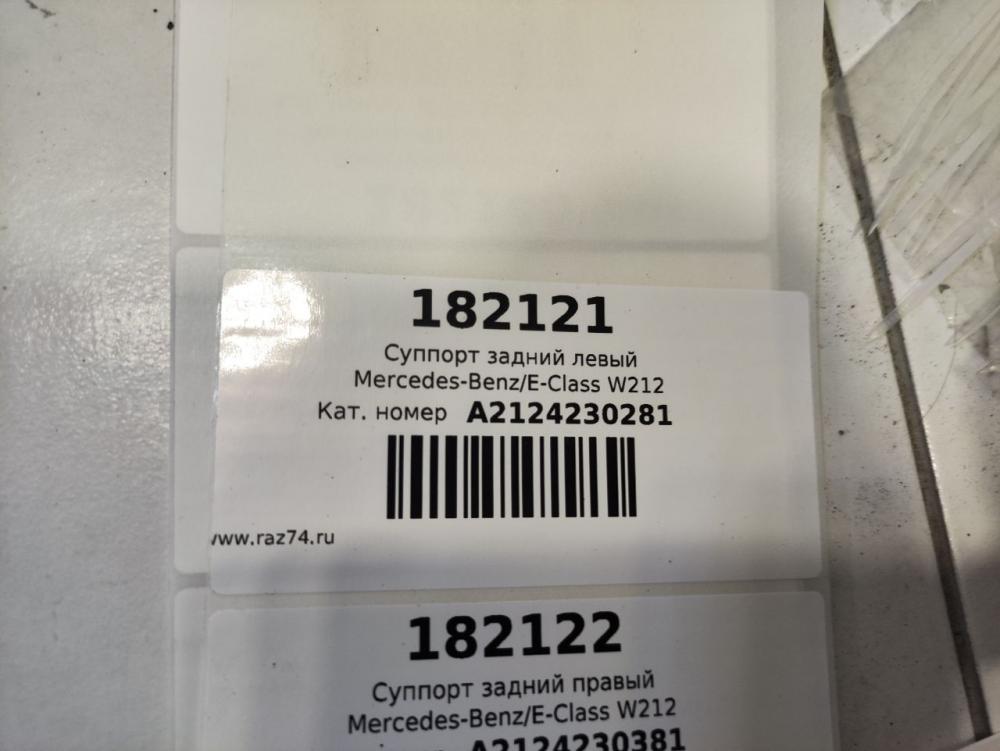 182121
Суппорт задний левый
Mercedes-Benz/E-Class W212
Кат. номер A2124230281
www.raz74.ru
182122
Суппорт задний правый
Mercedes-Benz/E-Class W212
A2124230381